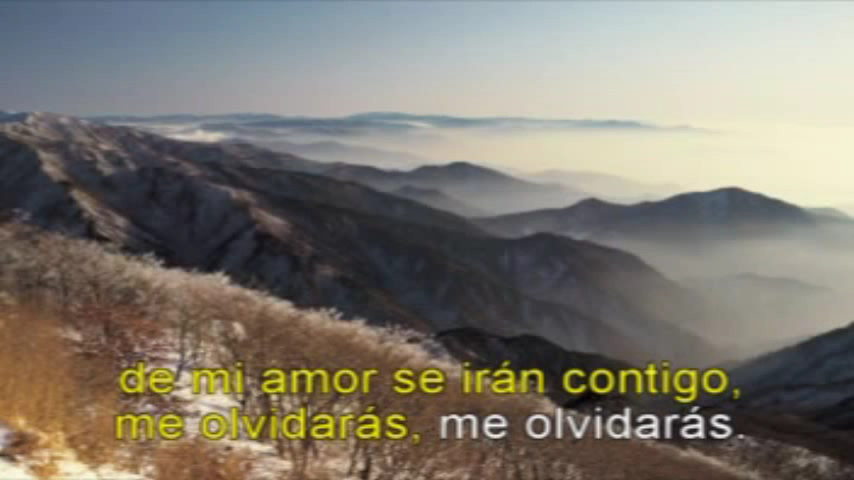 de mi amor se irán contigo,
me olvidarás, me olvidarás.